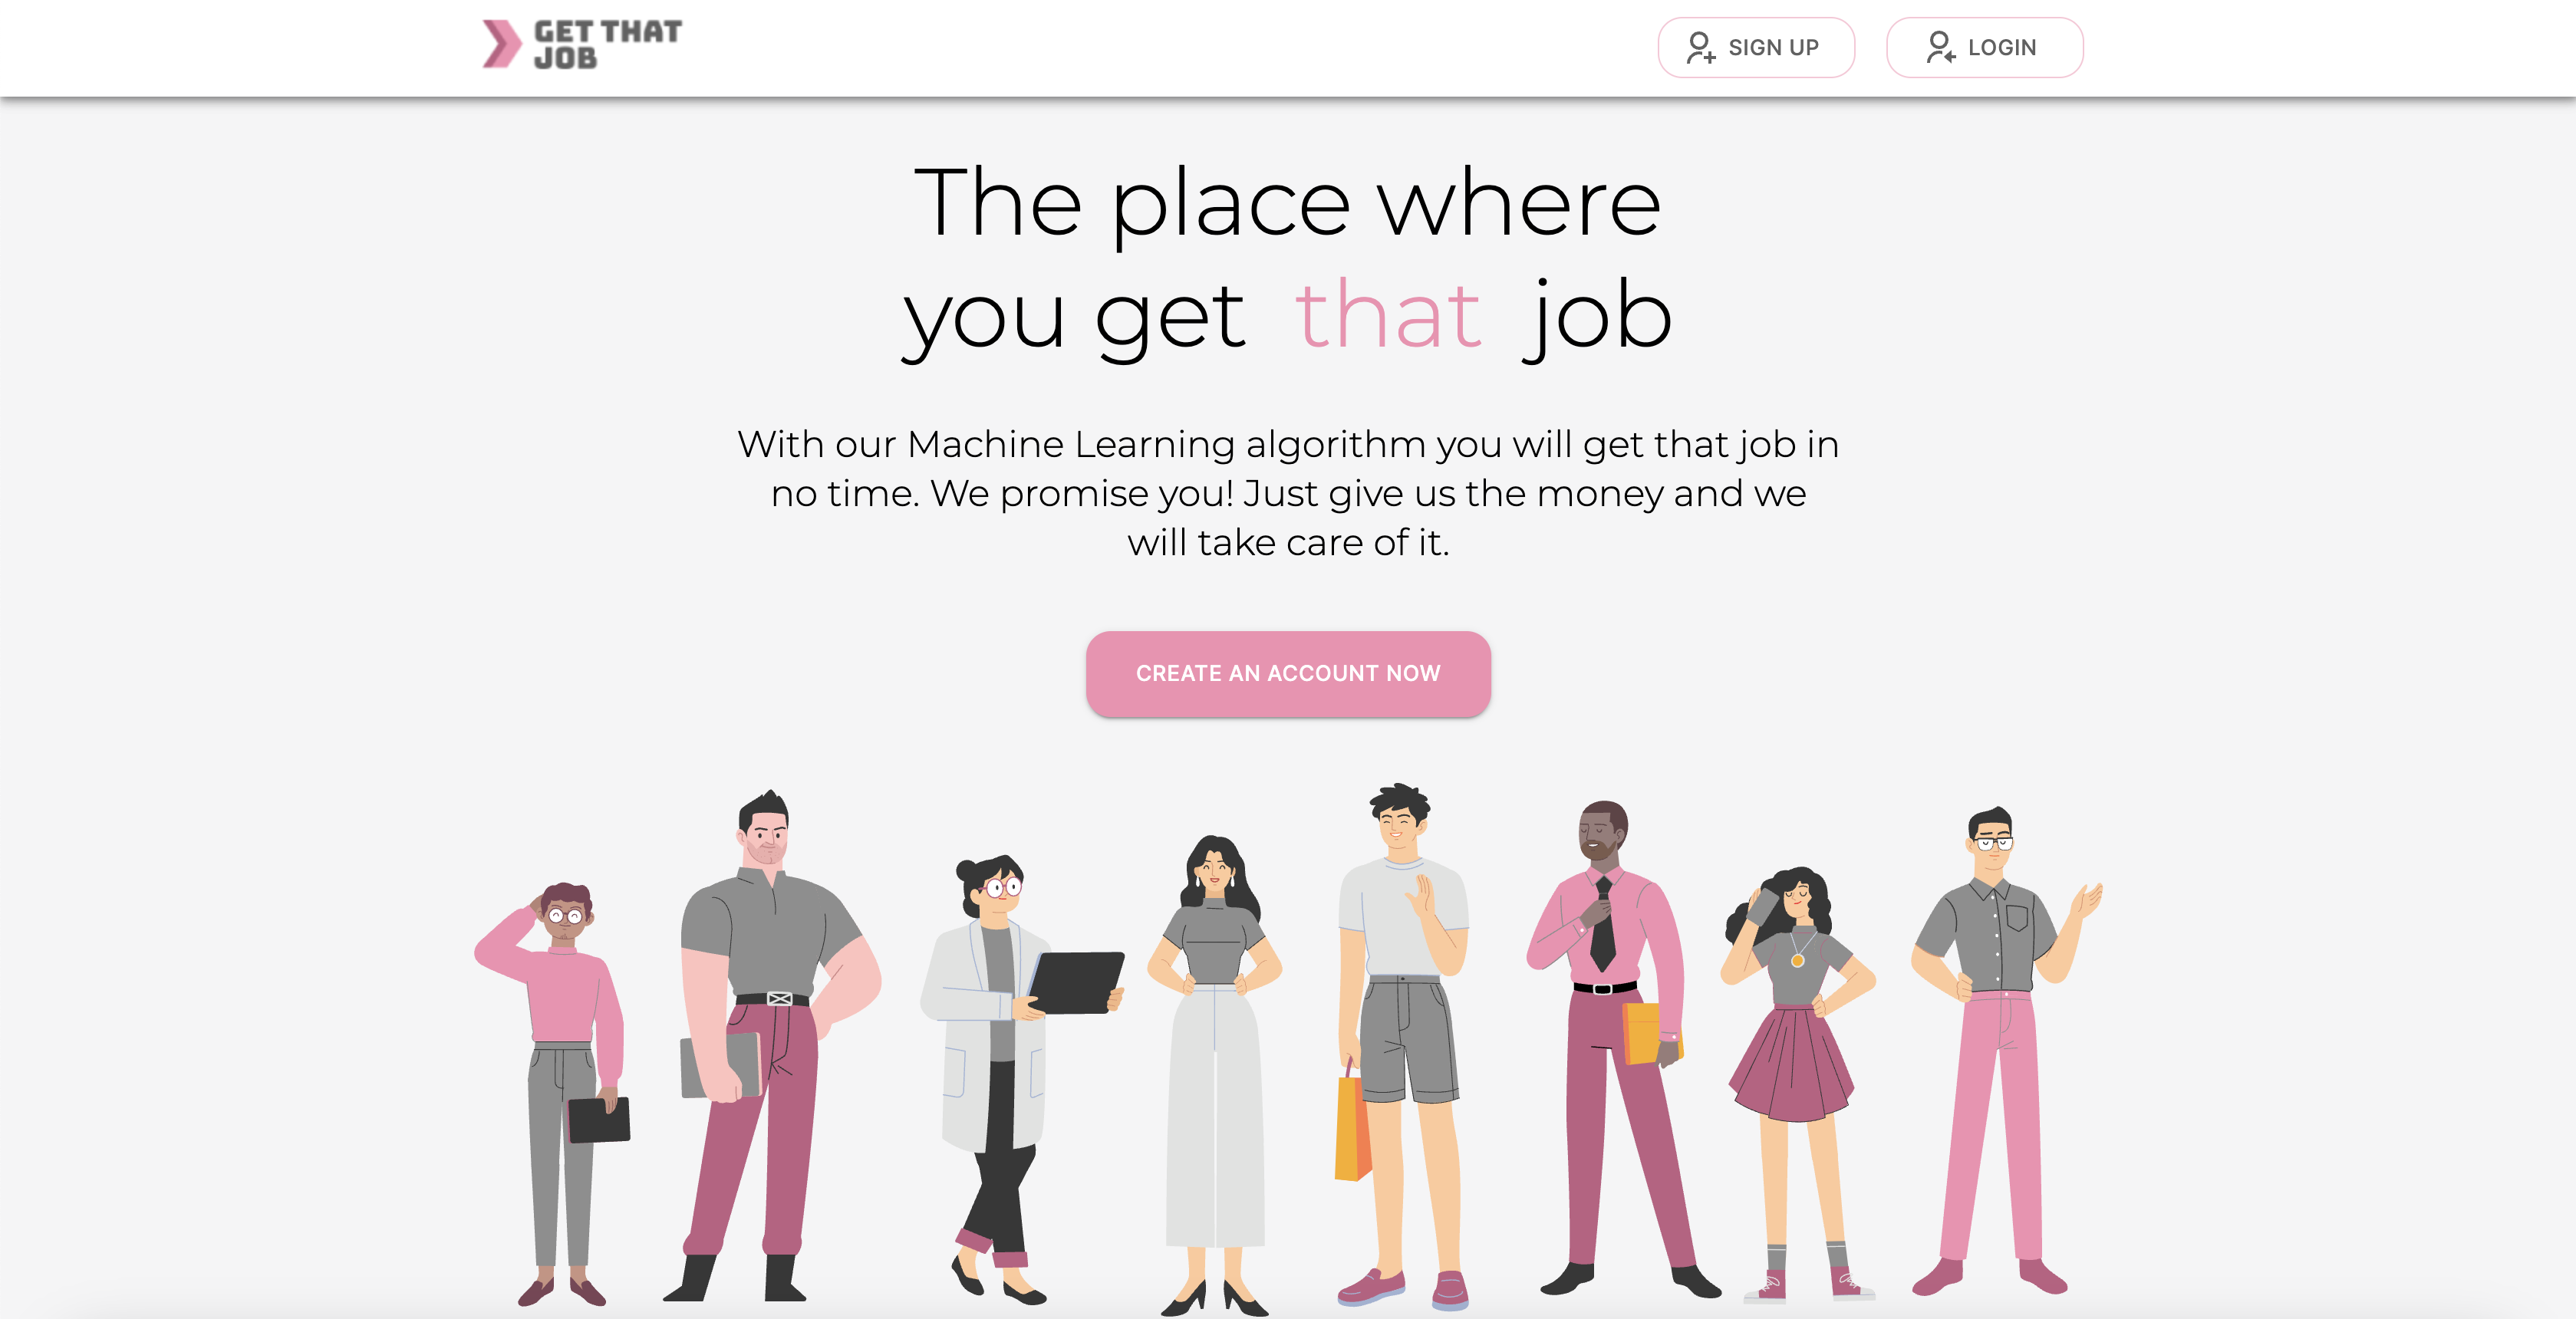 GET THAT
JOB
SIGN UP
LOGIN
The place where
you get that job
With our Machine Learning algorithm you will get that job in
no time. We promise you! Just give us the money and we
will take care of it.
CREATE AN ACCOUNT NOW